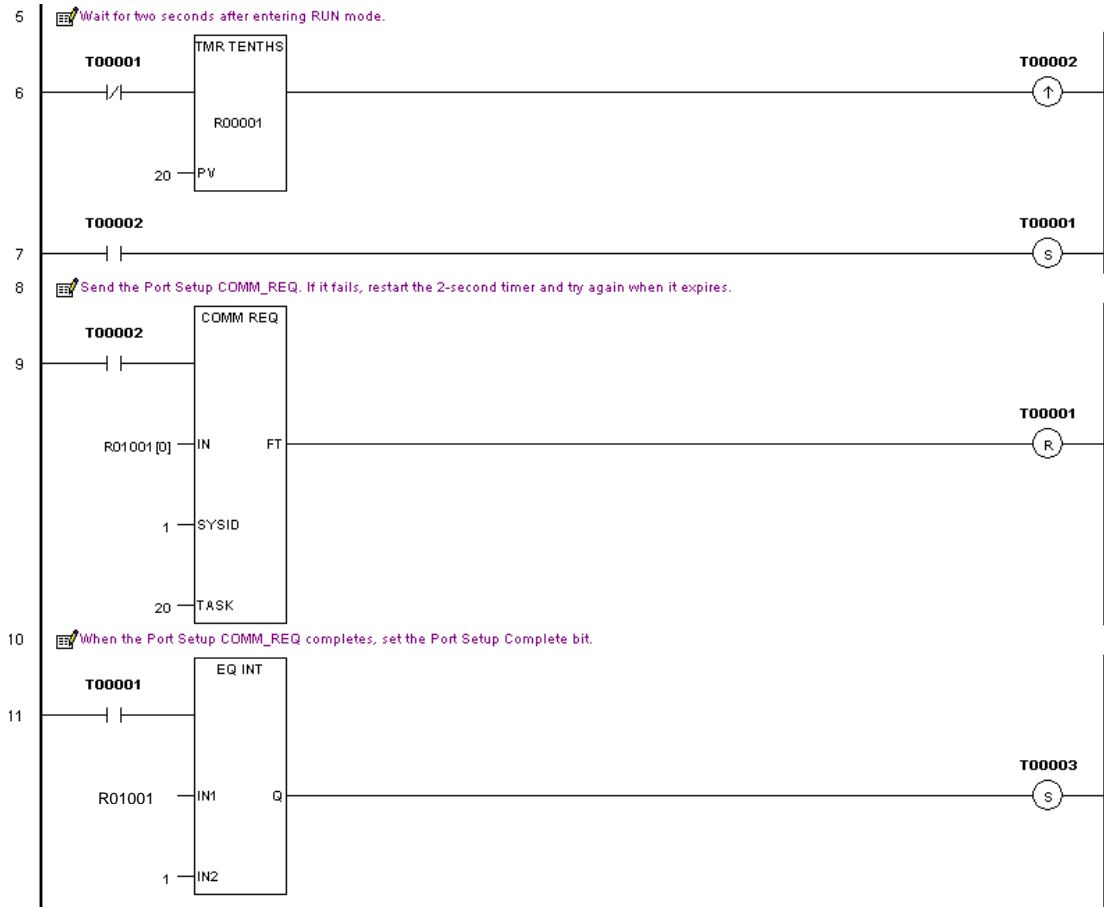 5 Wait for two seconds after entering RUN mode.
TMR TENTHS
T00001 T00002
6 ↑
R00001
20 PV
T00002 T00001
7 S
8 Send the Port Setup COMM_REQ. If it fails, restart the 2-second timer and try again when it expires.
COMM REQ
T00002
9
T00001
R01001 [0] IN FT R
1 SYSID
20 TASK
10 When the Port Setup COMM_REQ completes, set the Port Setup Complete bit.
EQ INT
T00001
11
T00003
R01001 IN1 Q S
1 IN2